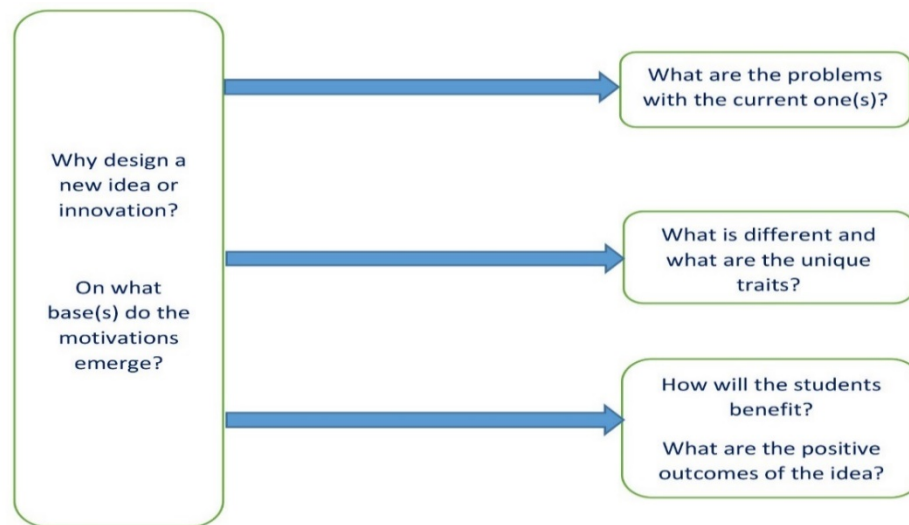 Why design a
new idea or
innovation?
On what
base(s) do the
motivations
emerge?
What are the problems
with the current one(s)?
What is different and
what are the unique
traits?
How will the students
benefit?
What are the positive
outcomes of the idea?